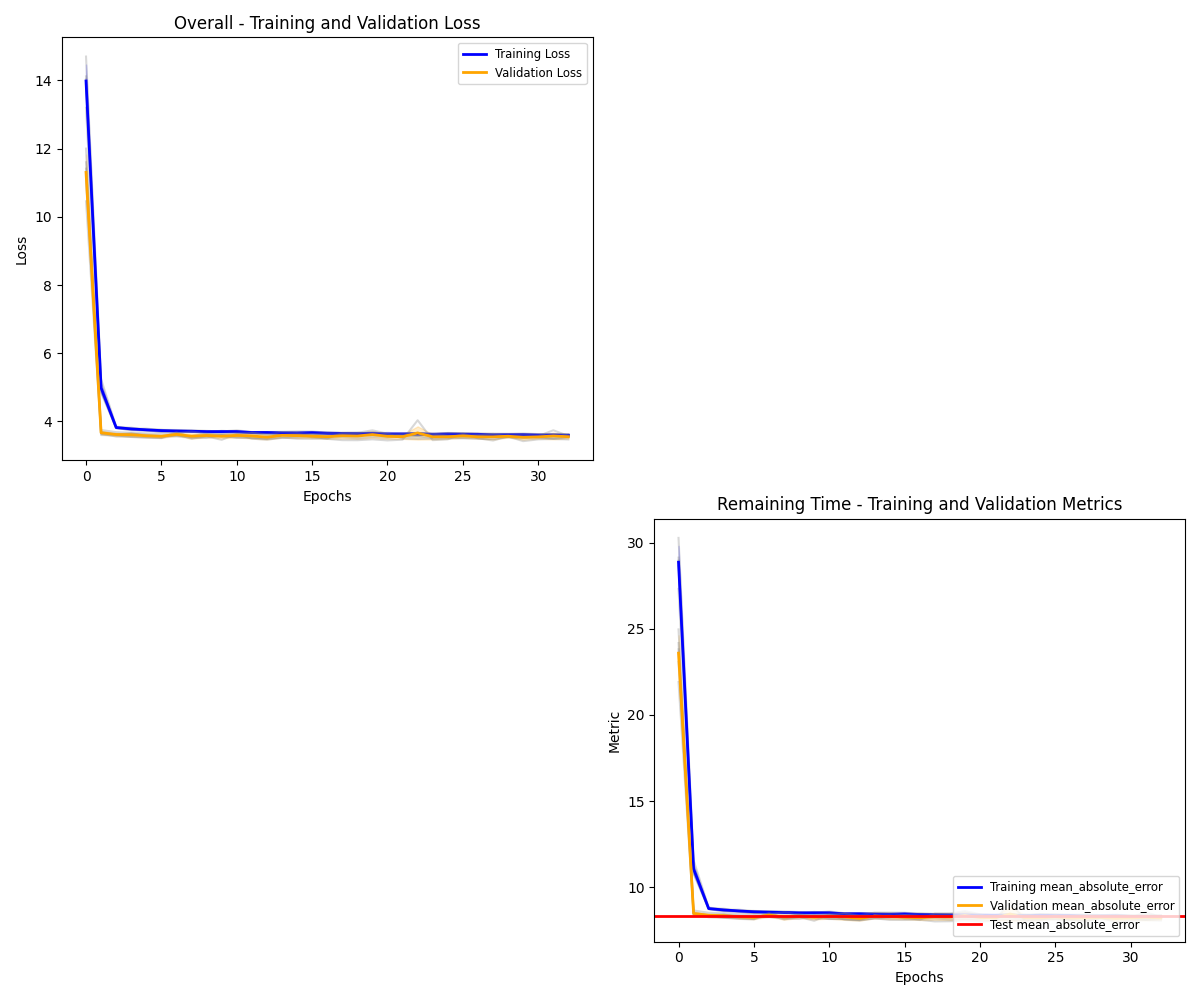 Overall - Training and Validation Loss
Training Loss
Validation Loss
14
12
10
8
6
4
Loss
0 5 10 15 20 25 30
Epochs
Remaining Time - Training and Validation Metrics
30
25
20
15
10
Metric
Training mean_absolute_error
Validation mean_absolute_error
Test mean_absolute_error
0 5 10 15 20 25 30
Epochs